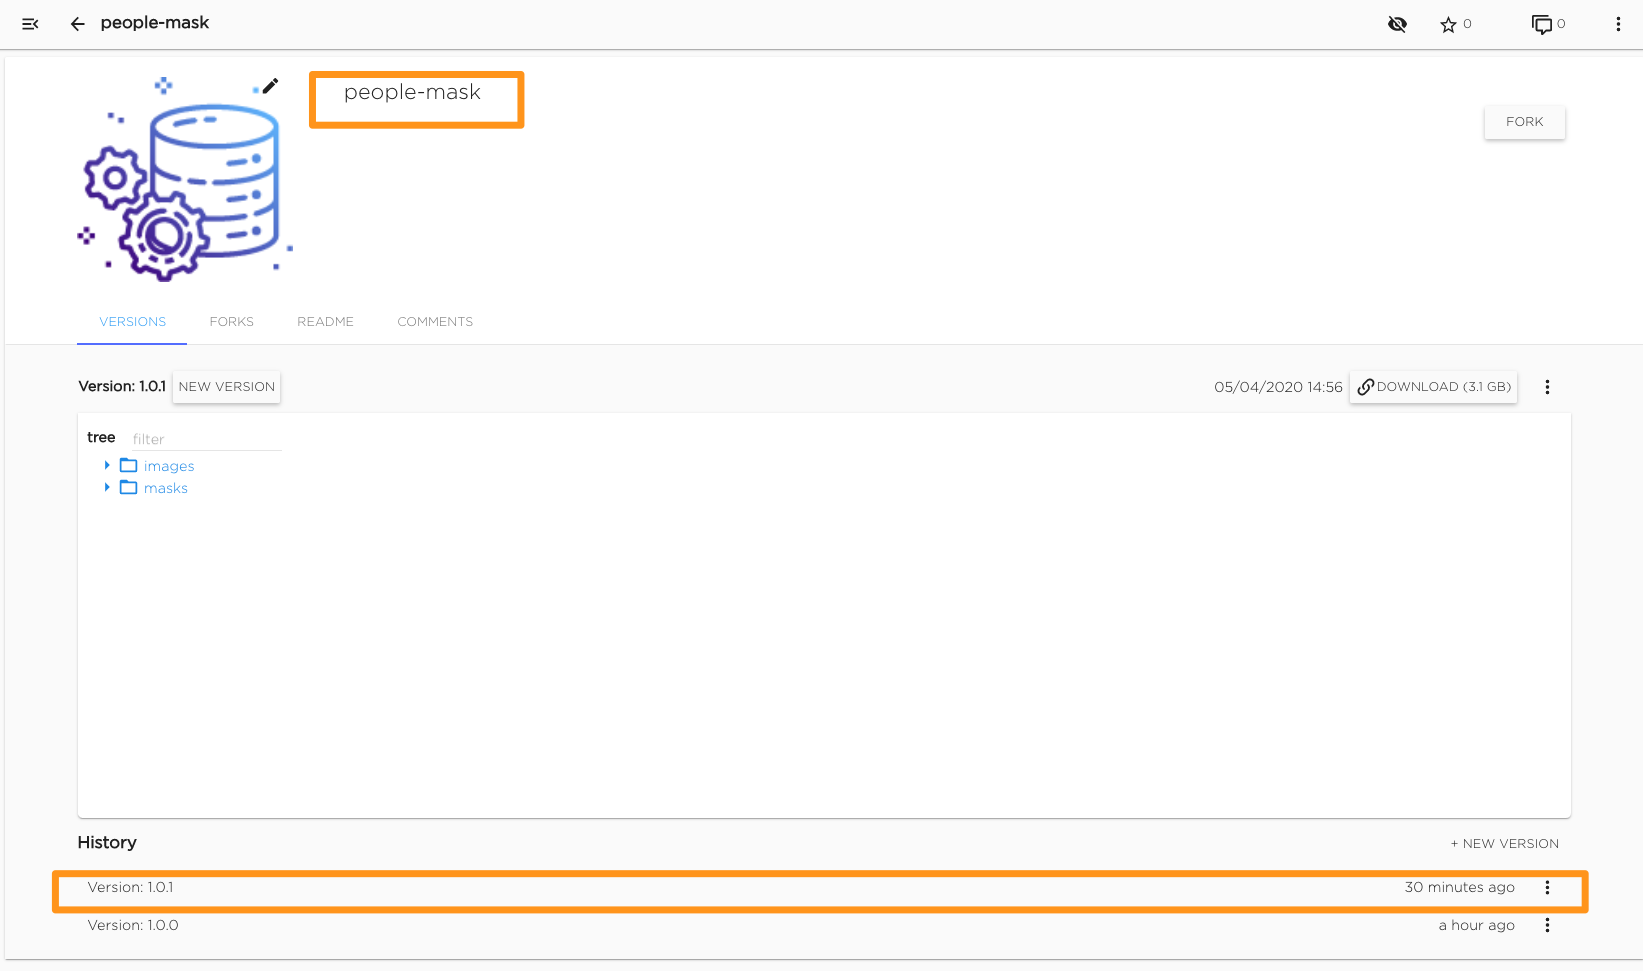 people-mask
0
0
people-mask
FORK
VERSIONS FORKS README COMMENTS
Version: 1.0.1 NEW VERSION 05/04/2020 14:56 DOWNLOAD (3.1 GB)
tree filter
images
masks
History + NEW VERSION
Version: 1.0.1 30 minutes ago
Version: 1.0.0 a hour ago